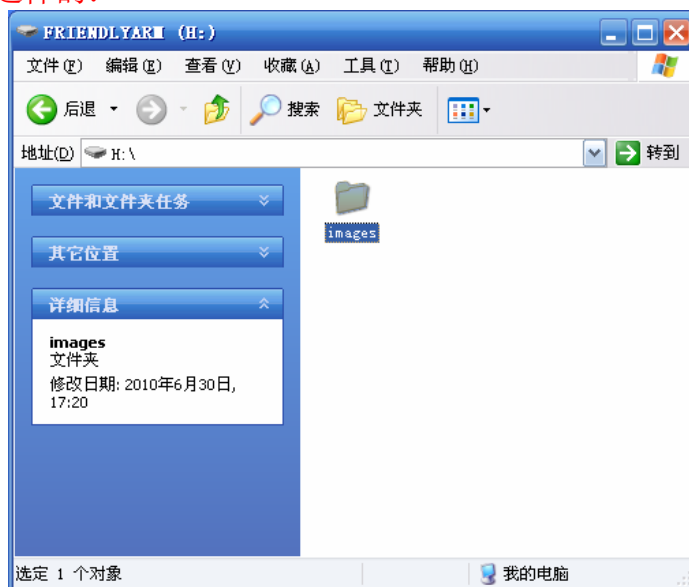 这样的:
FRIENDLYARM (H:)
文件(F) 编辑(E) 查看(V) 收藏(A) 工具(T) 帮助(H)
后退 搜索 文件夹
地址(D) H:\ 转到
文件和文件夹任务
images
其它位置
详细信息
images
文件夹
修改日期: 2010年6月30日,
17:20
选定 1 个对象 我的电脑